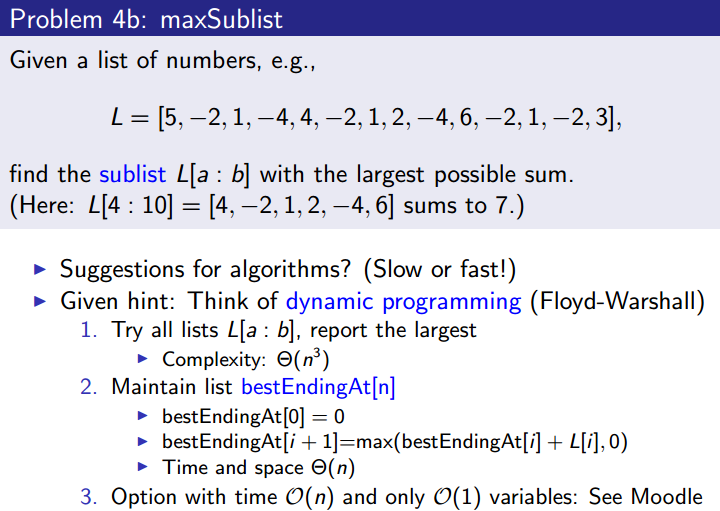 Problem 4b: maxSublist
Given a list of numbers, e.g.,
L = [5, −2, 1, −4, 4, −2, 1, 2, −4, 6, −2, 1, −2, 3],
find the sublist L[a : b] with the largest possible sum.
(Here: L[4 : 10] = [4, −2, 1, 2, −4, 6] sums to 7.)
▶ Suggestions for algorithms? (Slow or fast!)
▶ Given hint: Think of dynamic programming (Floyd-Warshall)
1. Try all lists L[a : b], report the largest
▶ Complexity: Θ(n³)
2. Maintain list bestEndingAt[n]
▶ bestEndingAt[0] = 0
▶ bestEndingAt[i + 1]=max(bestEndingAt[i] + L[i], 0)
▶ Time and space Θ(n)
3. Option with time O(n) and only O(1) variables: See Moodle